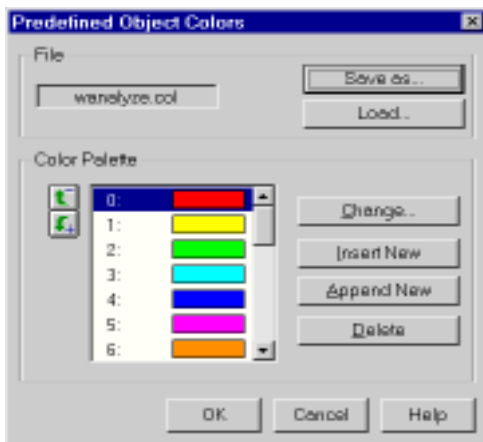 Predefined Object Colors
File
wanalyze.col
Save as...
Load...
Color Palette
0:
1:
2:
3:
4:
5:
6:
Change...
Insert New
Append New
Delete
OK
Cancel
Help